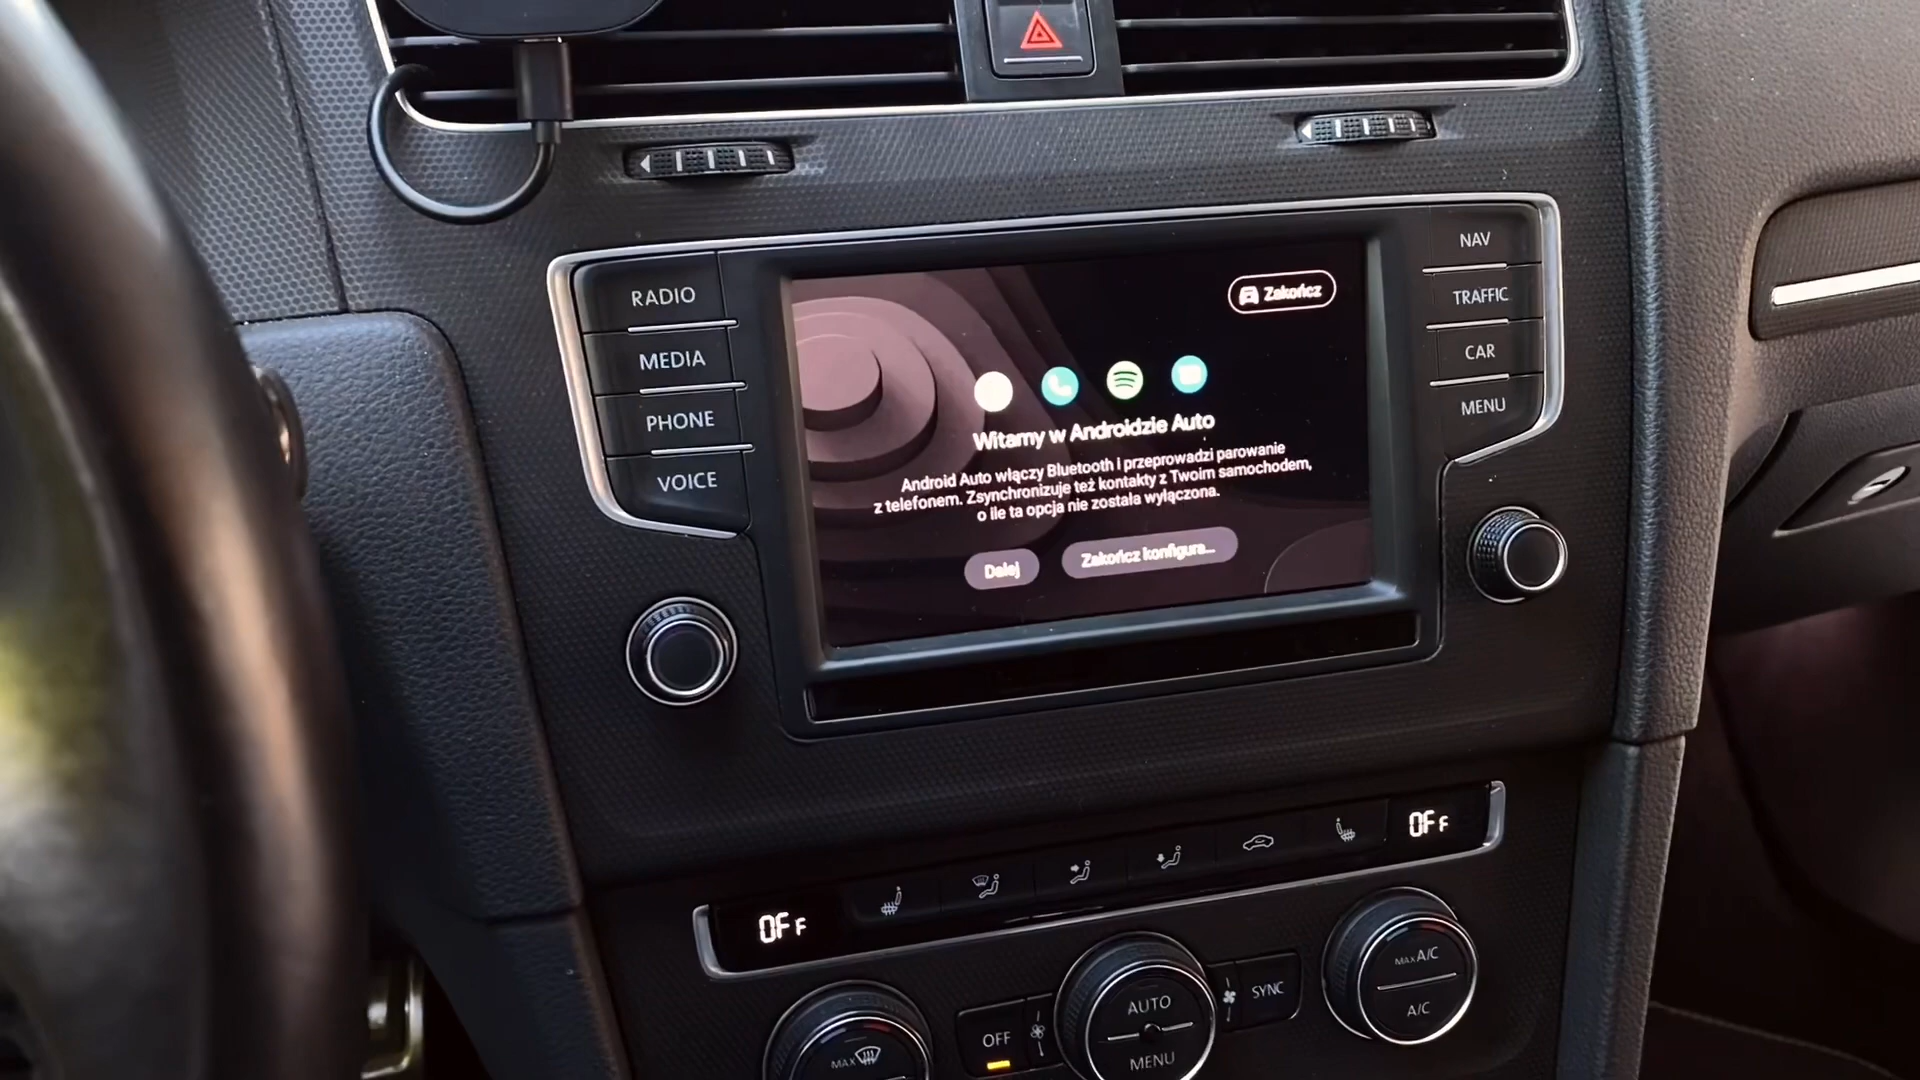 RADIO
MEDIA
PHONE
VOICE
NAV
TRAFFIC
CAR
MENU
Zakończ
Witamy w Androidzie Auto
Android Auto włączy Bluetooth i przeprowadzi parowanie
z telefonem. Zsynchronizuje też kontakty z Twoim samochodem,
o ile ta opcja nie została wyłączona.
Dalej
Zakończ konfigura...
OFF
OFF
MAX
OFF
AUTO
MENU
SYNC
MAX A/C
A/C